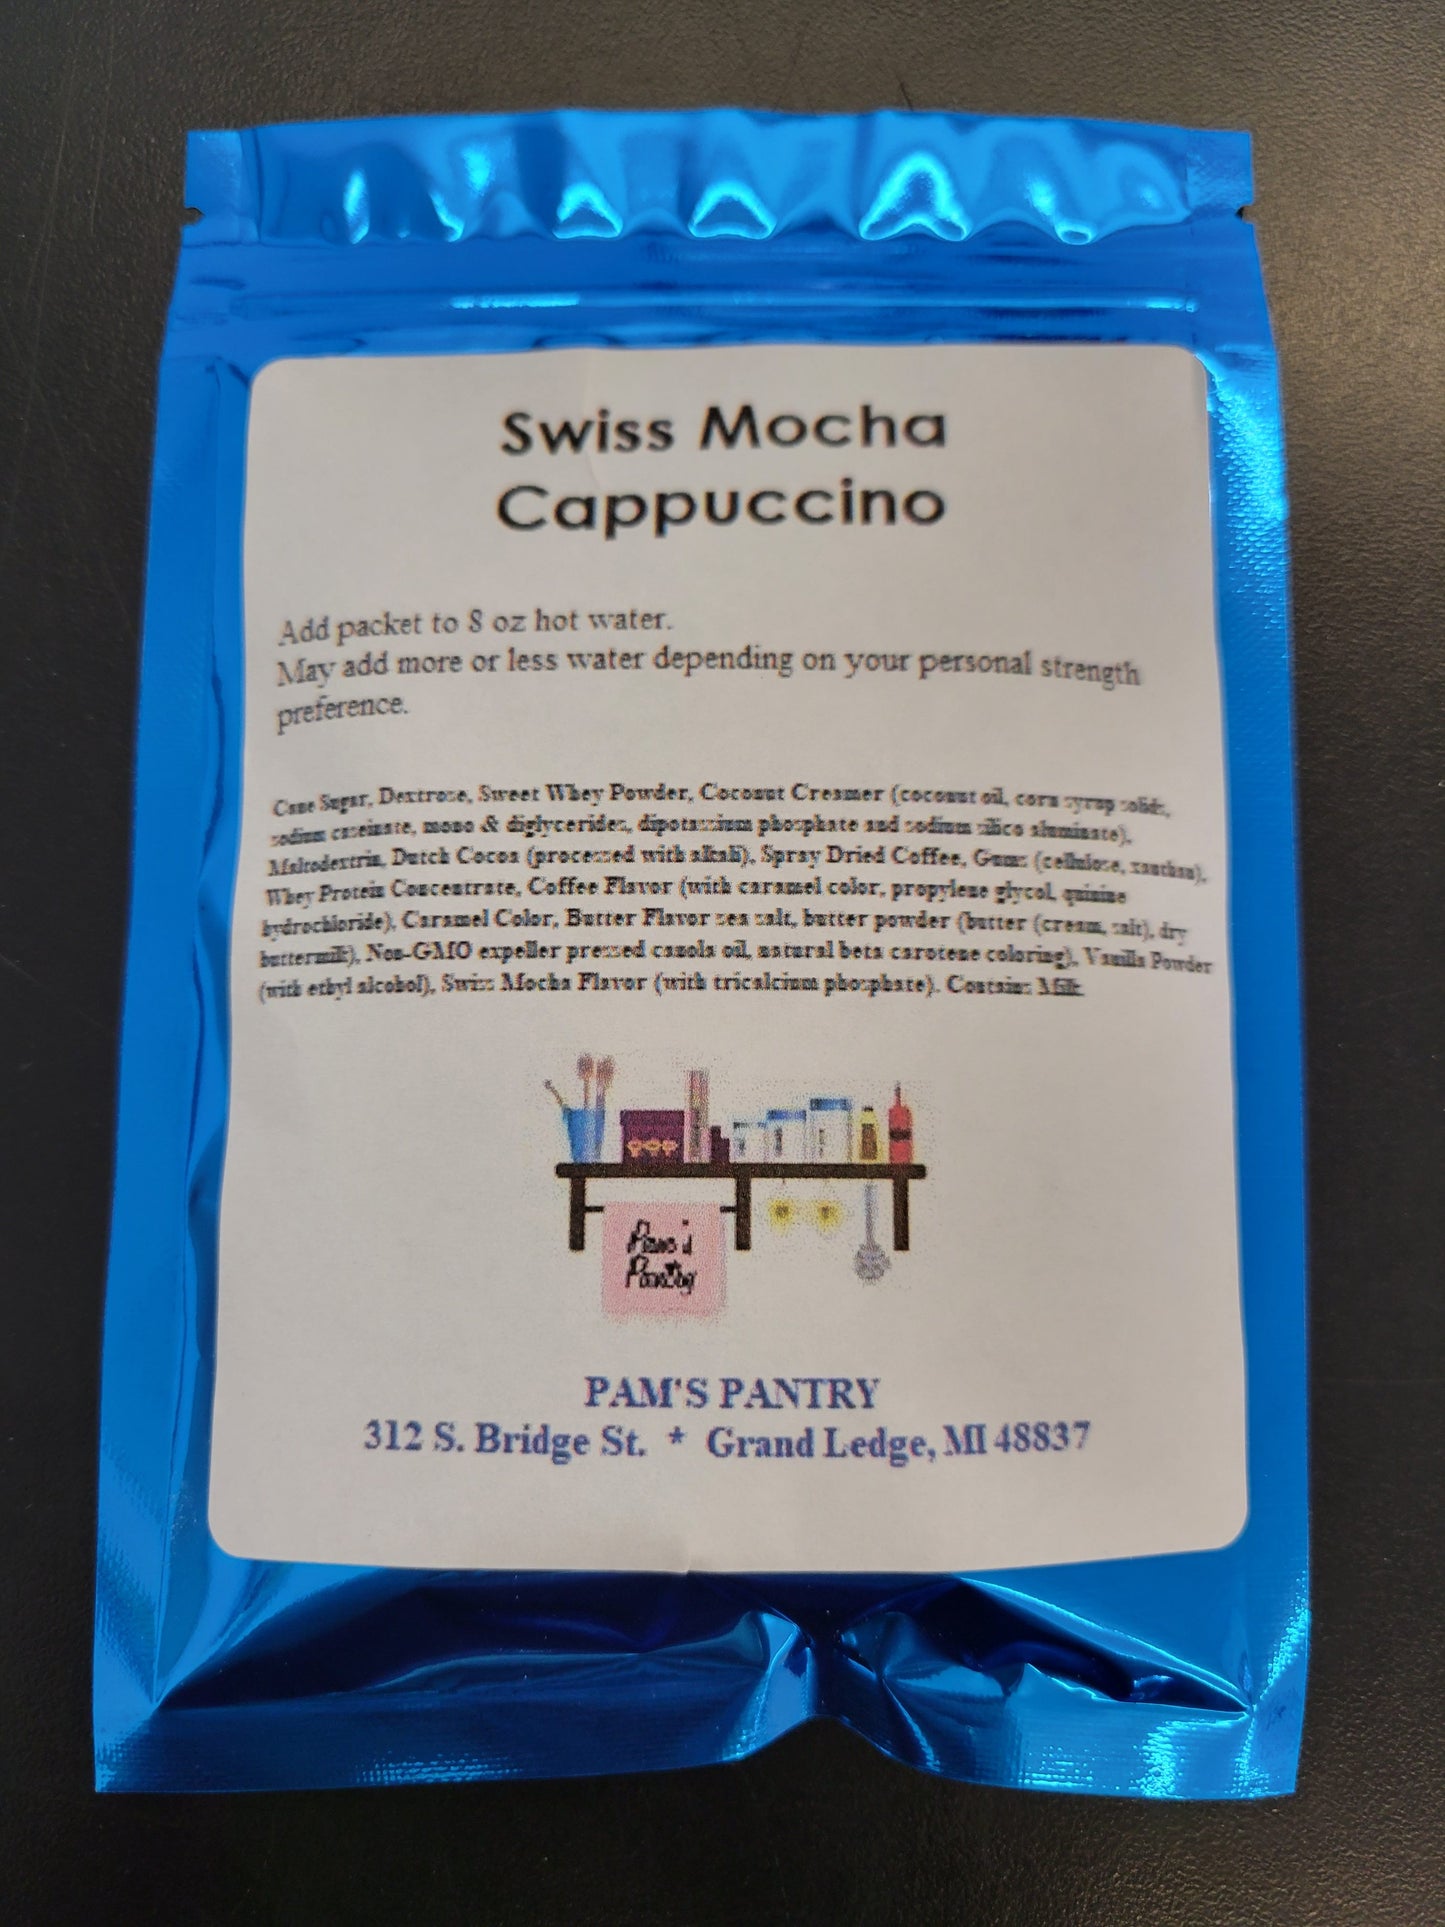 Swiss Mocha
Cappuccino
Add packet to 8 oz hot water.
May add more or less water depending on your personal strength
preference.
Cane Sugar, Dextrose, Sweet Whey Powder, Coconut Creamer (coconut oil, corn syrup solids,
sodium caseinate, mono & diglycerides, dipotassium phosphate and sodium silico aluminate),
Maltodextrin, Dutch Cocoa (processed with alkali), Spray Dried Coffee, Gums (cellulose, xanthan),
Whey Protein Concentrate, Coffee Flavor (with caramel color, propylene glycol, quinine
hydrochloride), Caramel Color, Butter Flavor sea salt, butter powder (butter (cream, salt), dry
buttermilk), Non-GMO expeller pressed canola oil, natural beta carotene coloring), Vanilla Powder
(with ethyl alcohol), Swiss Mocha Flavor (with tricalcium phosphate). Contains Milk
POP
Pam's
Pantry
PAM'S PANTRY
312 S. Bridge St. * Grand Ledge, MI 48837